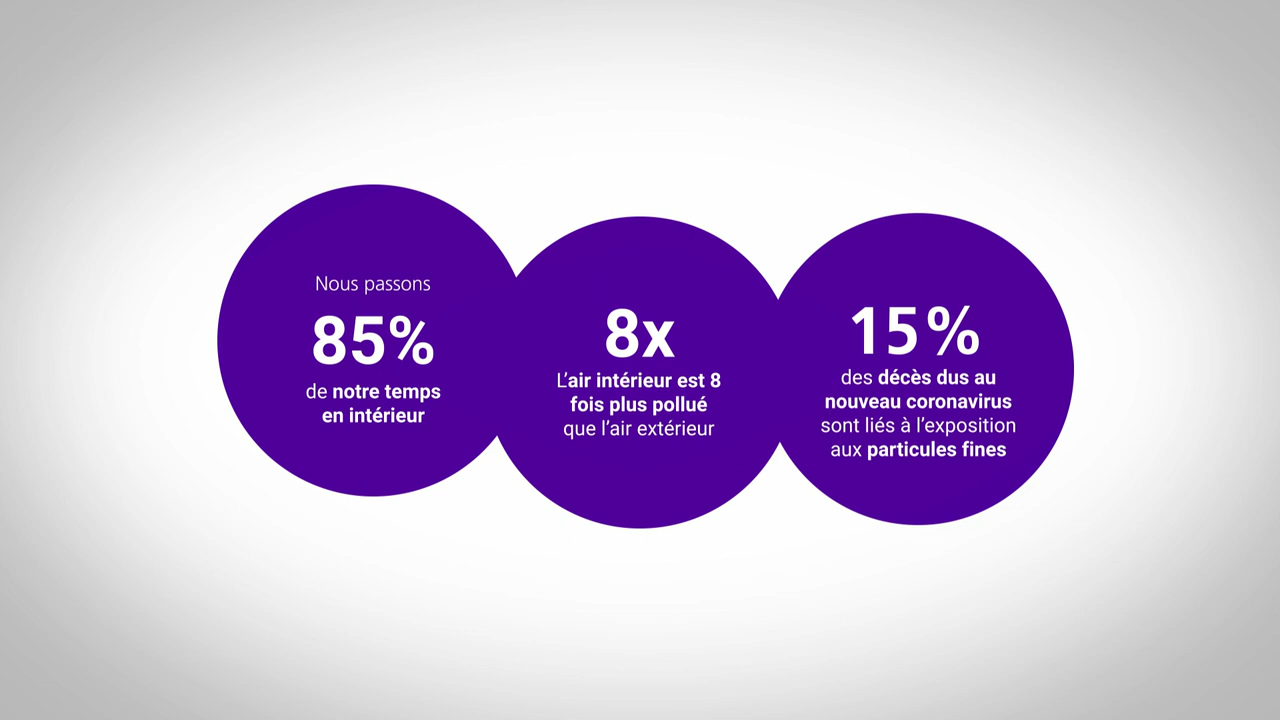 Nous passons
85%
de notre temps
en intérieur
8x
L’air intérieur est 8
fois plus pollué
que l’air extérieur
15%
des décès dus au
nouveau coronavirus
sont liés à l’exposition
aux particules fines